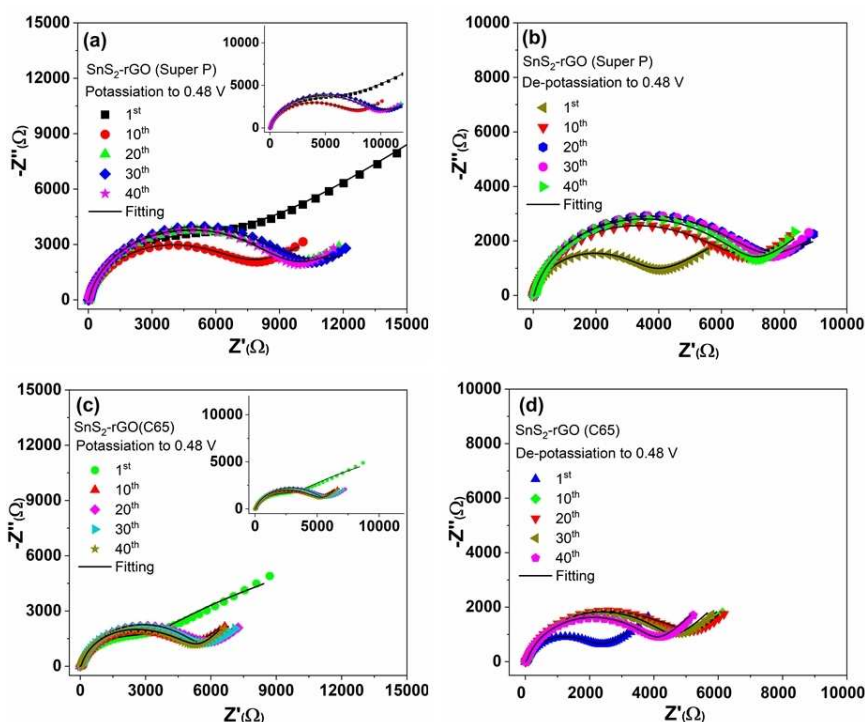 (a)
SnS₂-rGO (Super P)
Potassiation to 0.48 V
1ˢᵗ
10ᵗʰ
20ᵗʰ
30ᵗʰ
40ᵗʰ
Fitting
15000
12000
9000
6000
3000
0
-Z''(Ω)
0 3000 6000 9000 12000 15000
Z'(Ω)
10000
5000
0
0 5000 10000
(b)
SnS₂-rGO (Super P)
De-potassiation to 0.48 V
1ˢᵗ
10ᵗʰ
20ᵗʰ
30ᵗʰ
40ᵗʰ
Fitting
10000
8000
6000
4000
2000
0
-Z''(Ω)
0 2000 4000 6000 8000 10000
Z'(Ω)
(c)
SnS₂-rGO(C65)
Potassiation to 0.48 V
1ˢᵗ
10ᵗʰ
20ᵗʰ
30ᵗʰ
40ᵗʰ
Fitting
15000
12000
9000
6000
3000
0
-Z''(Ω)
0 3000 6000 9000 12000 15000
Z'(Ω)
10000
5000
0
0 5000 10000
(d)
SnS₂-rGO (C65)
De-potassiation to 0.48 V
1ˢᵗ
10ᵗʰ
20ᵗʰ
30ᵗʰ
40ᵗʰ
Fitting
10000
8000
6000
4000
2000
0
-Z''(Ω)
0 2000 4000 6000 8000 10000
Z'(Ω)